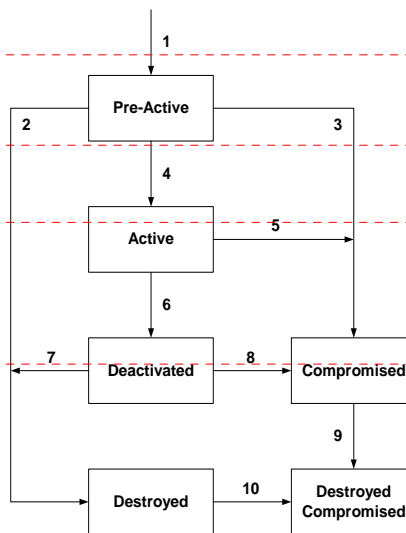 1
Pre-Active
2
3
4
Active
5
6
7
Deactivated
8
Compromised
9
Destroyed
10
Destroyed
Compromised